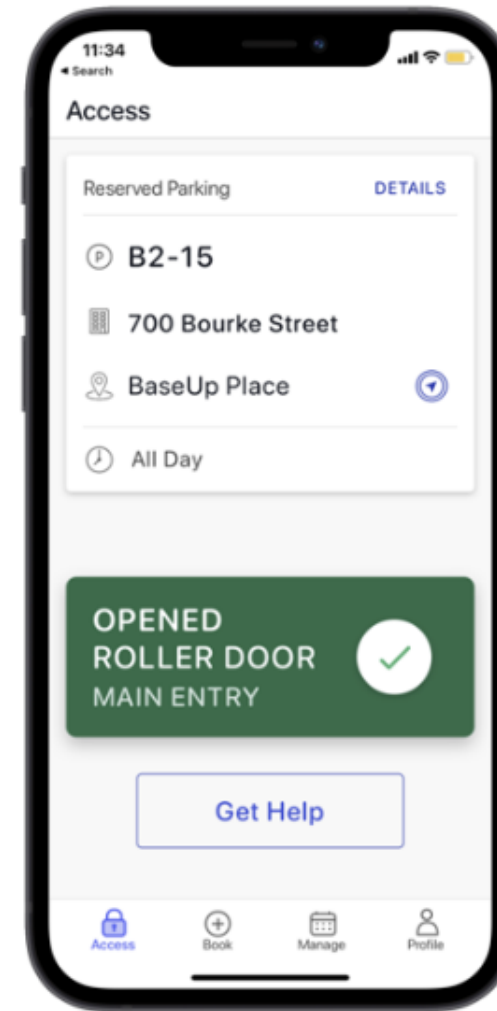 11:34
◄ Search
Access
Reserved Parking DETAILS
P B2-15
700 Bourke Street
BaseUp Place
All Day
OPENED
ROLLER DOOR
MAIN ENTRY
Get Help
Access Book Manage Profile